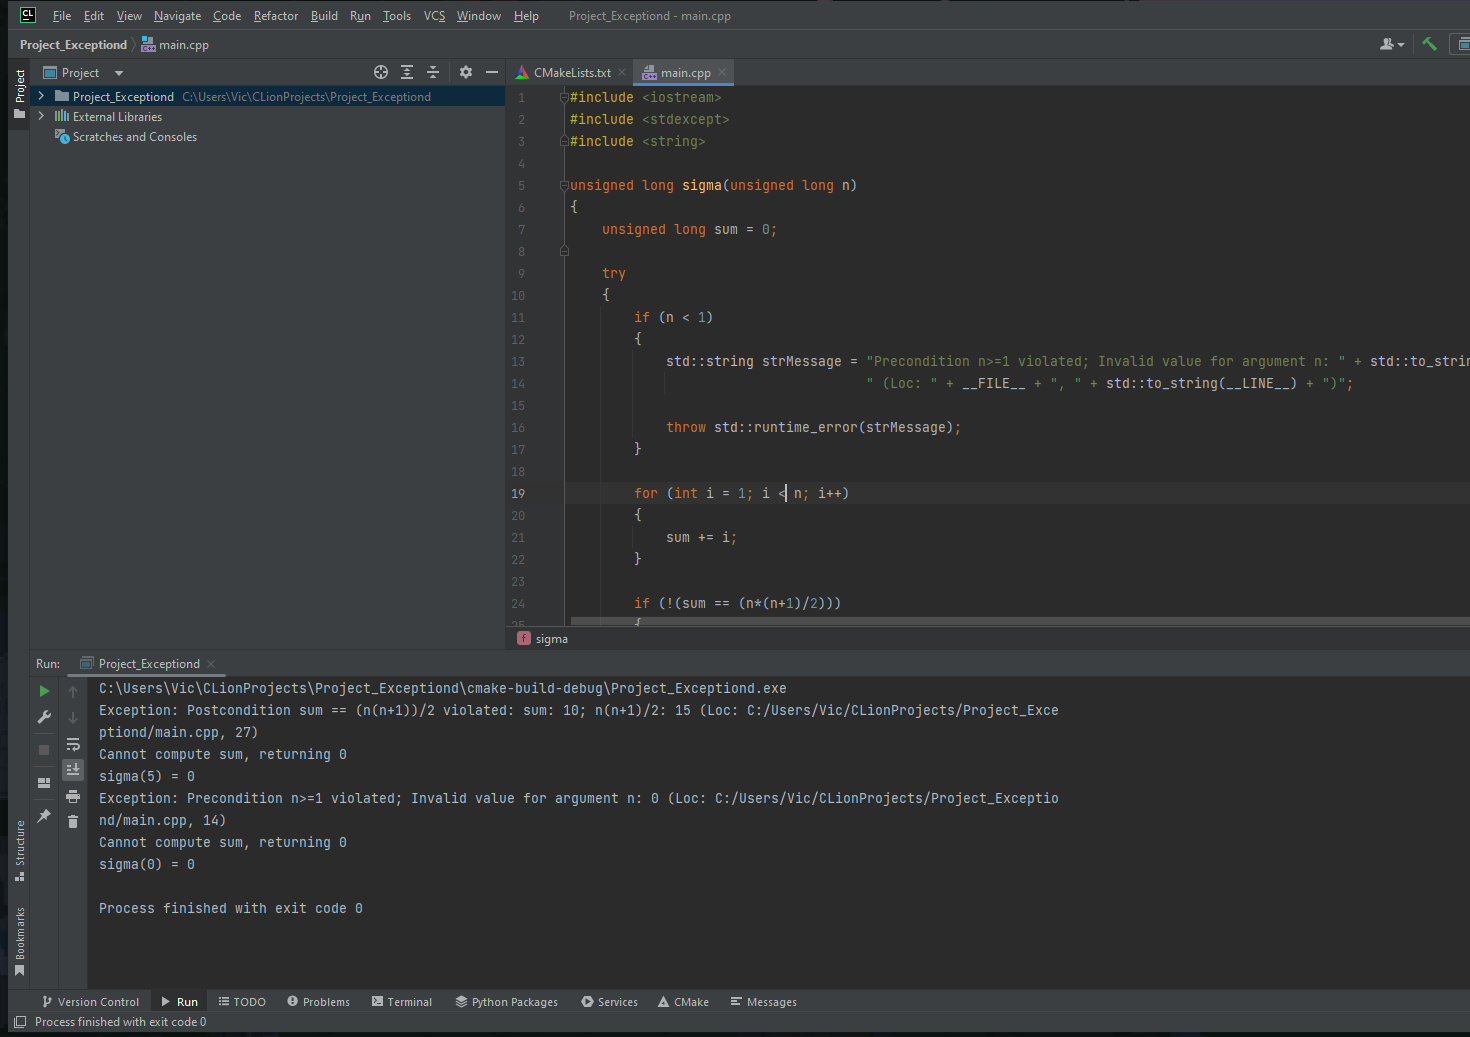 CL File Edit View Navigate Code Refactor Build Run Tools VCS Window Help Project_Exceptiond - main.cpp
Project_Exceptiond main.cpp
Project
Project
Project_Exceptiond C:\Users\Vic\CLionProjects\Project_Exceptiond
External Libraries
Scratches and Consoles
CMakeLists.txt main.cpp
1 #include <iostream>
2 #include <stdexcept>
3 #include <string>
4
5 unsigned long sigma(unsigned long n)
6 {
7 unsigned long sum = 0;
8
9 try
10 {
11 if (n < 1)
12 {
13 std::string strMessage = "Precondition n>=1 violated; Invalid value for argument n: " + std::to_strin
14 " (Loc: " + __FILE__ + ", " + std::to_string(__LINE__) + ")";
15
16 throw std::runtime_error(strMessage);
17 }
18
19 for (int i = 1; i < n; i++)
20 {
21 sum += i;
22 }
23
24 if (!(sum == (n*(n+1)/2)))
25 {
f sigma
Run: Project_Exceptiond
C:\Users\Vic\CLionProjects\Project_Exceptiond\cmake-build-debug\Project_Exceptiond.exe
Exception: Postcondition sum == (n(n+1))/2 violated: sum: 10; n(n+1)/2: 15 (Loc: C:/Users/Vic/CLionProjects/Project_Exce
ptiond/main.cpp, 27)
Cannot compute sum, returning 0
sigma(5) = 0
Exception: Precondition n>=1 violated; Invalid value for argument n: 0 (Loc: C:/Users/Vic/CLionProjects/Project_Exceptio
nd/main.cpp, 14)
Cannot compute sum, returning 0
sigma(0) = 0
Process finished with exit code 0
Structure
Bookmarks
Version Control Run TODO Problems Terminal Python Packages Services CMake Messages
Process finished with exit code 0